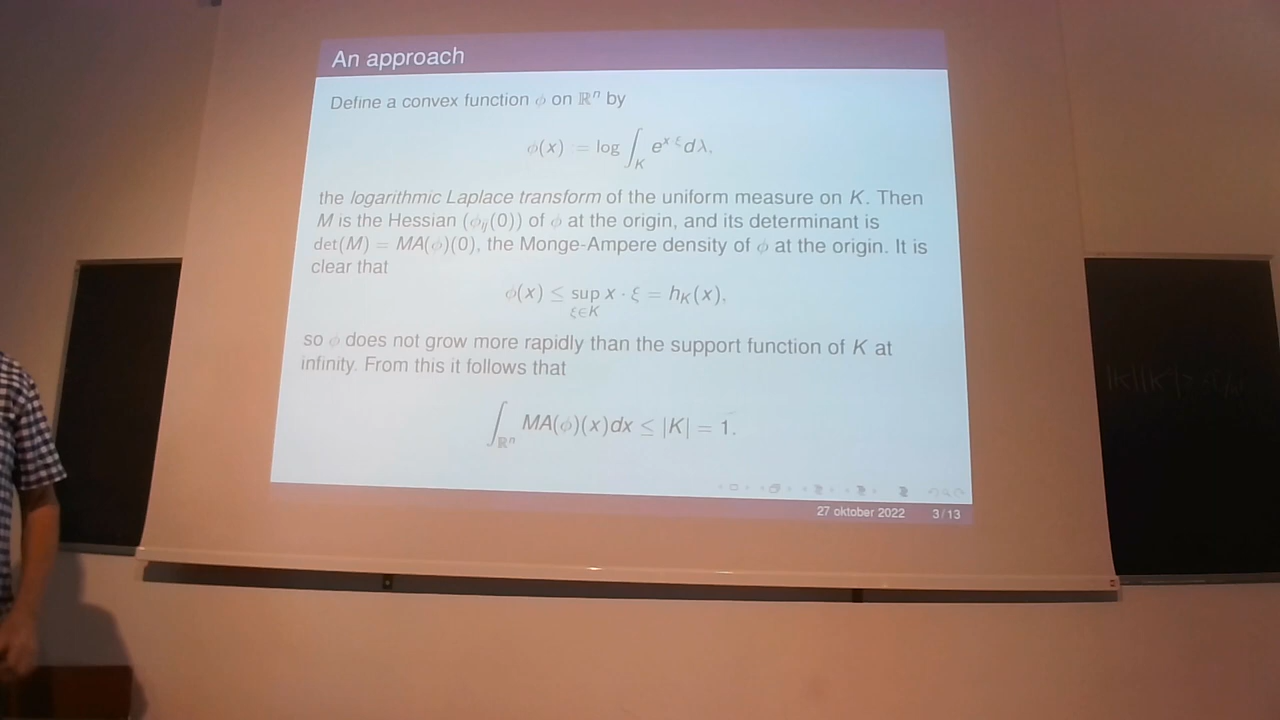 An approach
Define a convex function ϕ on ℝⁿ by
ϕ(x) = log ∫_K e^{x·ξ} dλ,
the logarithmic Laplace transform of the uniform measure on K. Then
M is the Hessian (ϕ_{ij}(0)) of ϕ at the origin, and its determinant is
det(M) = MA(ϕ)(0), the Monge-Ampere density of ϕ at the origin. It is
clear that
ϕ(x) ≤ sup_{ξ∈K} x · ξ = h_K(x),
so ϕ does not grow more rapidly than the support function of K at
infinity. From this it follows that
∫_{ℝⁿ} MA(ϕ)(x)dx ≤ |K| = 1.
27 oktober 2022 3/13